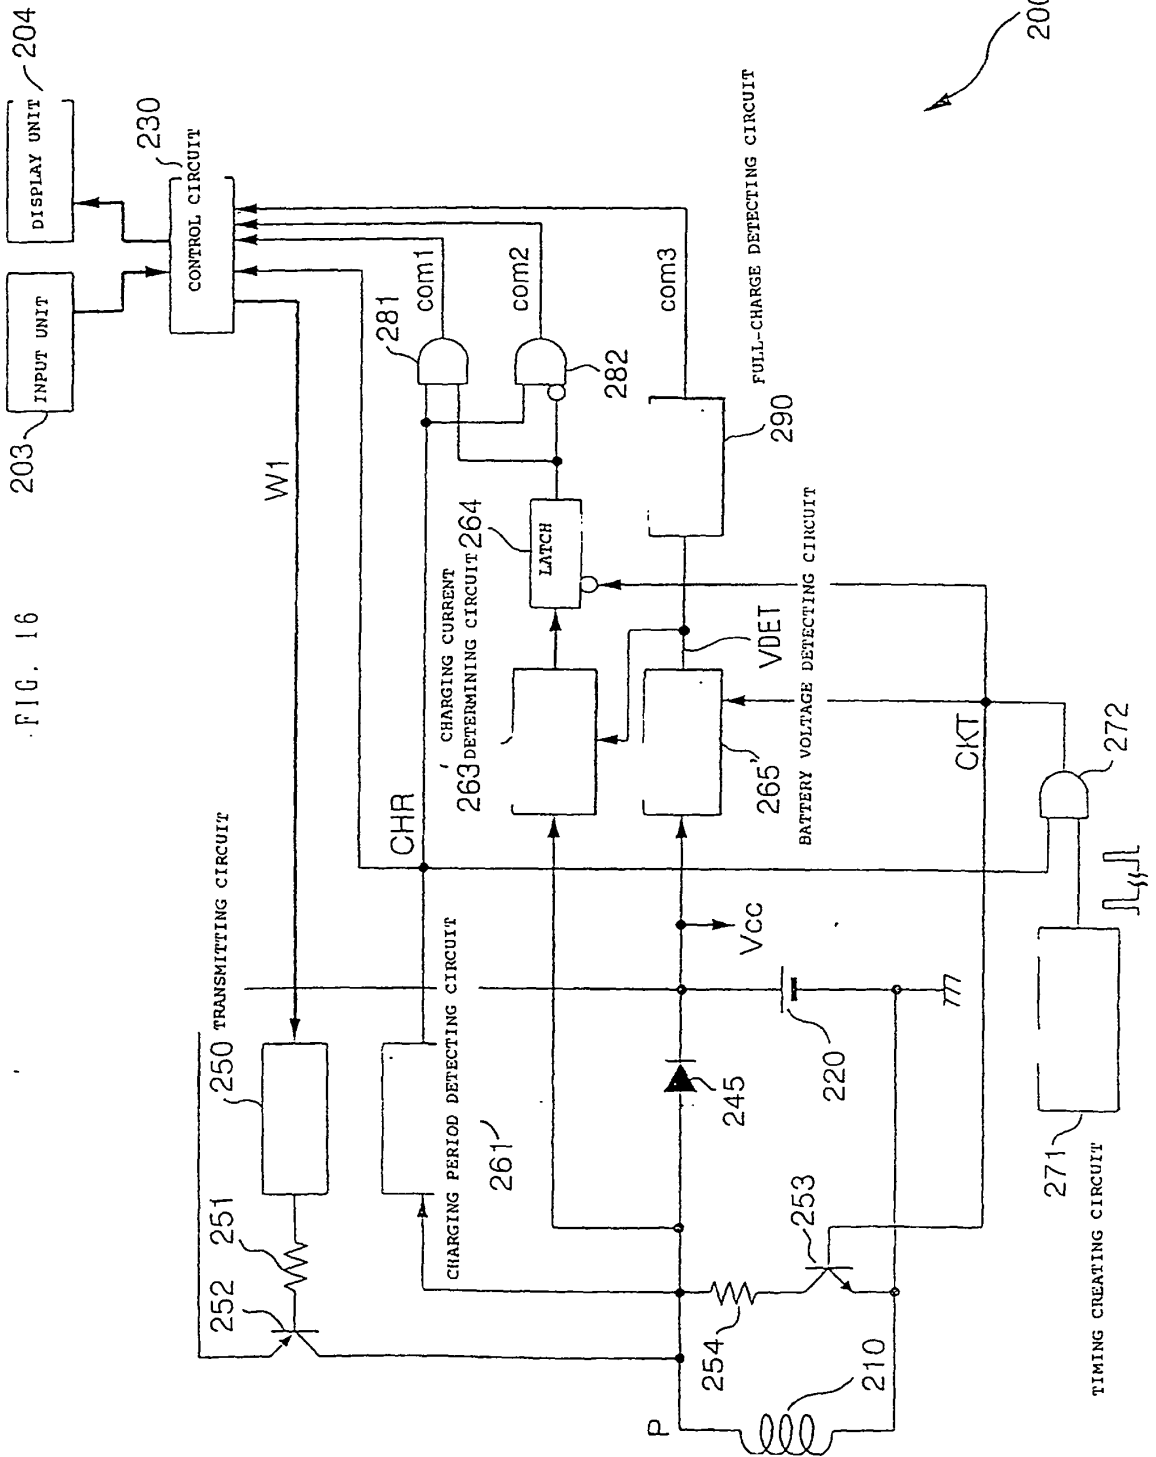 FIG. 16
203
INPUT UNIT
DISPLAY UNIT
204
230
CONTROL CIRCUIT
200
W1
com1
281
com2
282
com3
FULL-CHARGE DETECTING CIRCUIT
290
264
LATCH
CHARGING CURRENT
DETERMINING CIRCUIT
263'
VDET
BATTERY VOLTAGE DETECTING CIRCUIT
265'
CHR
CKT
272
TRANSMITTING CIRCUIT
250
251
252
CHARGING PERIOD DETECTING CIRCUIT
261
Vcc
245
220
253
254
210
P
271
TIMING CREATING CIRCUIT